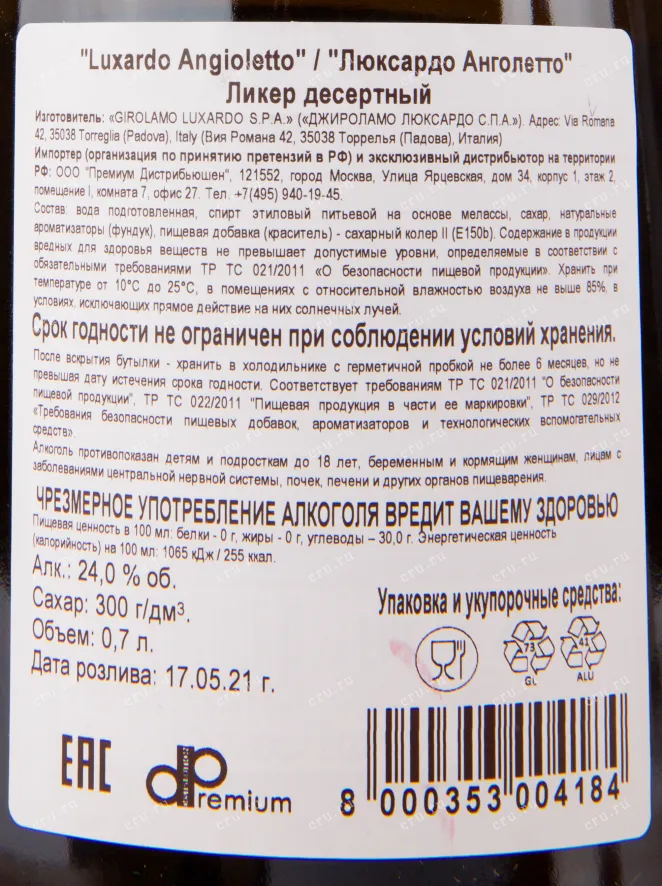 "Luxardo Angioletto" / "Люксардо Анголетто"
Ликер десертный
Изготовитель: «GIROLAMO LUXARDO S.P.A.» («ДЖИРОЛАМО ЛЮКСАРДО С.П.А.»). Адрес: Via Romana
42, 35038 Torreglia (Padova), Italy (Вия Романа 42, 35038 Торрелья (Падова), Италия)
Импортер (организация по принятию претензий в РФ) и эксклюзивный дистрибьютор на территории
РФ: ООО "Премиум Дистрибьюшен", 121552, город Москва, Улица Ярцевская, дом 34, корпус 1, этаж 2,
помещение I, комната 7, офис 27. Тел. +7(495) 940-19-45.
Состав: вода подготовленная, спирт этиловый питьевой на основе мелассы, сахар, натуральные
ароматизаторы (фундук), пищевая добавка (краситель) - сахарный колер II (E150b). Содержание в продукции
вредных для здоровья веществ не превышает допустимые уровни, определяемые в соответствии с
обязательными требованиями ТР ТС 021/2011 «О безопасности пищевой продукции». Хранить при
температуре от 10°С до 25°С, в помещениях с относительной влажностью воздуха не выше 85%, в
условиях, исключающих прямое действие на них солнечных лучей.
Срок годности не ограничен при соблюдении условий хранения.
После вскрытия бутылки - хранить в холодильнике с герметичной пробкой не более 6 месяцев, но не
превышая дату истечения срока годности. Соответствует требованиям ТР ТС 021/2011 "О безопасности
пищевой продукции", ТР ТС 022/2011 "Пищевая продукция в части ее маркировки", ТР ТС 029/2012
«Требования безопасности пищевых добавок, ароматизаторов и технологических вспомогательных
средств».
Алкоголь противопоказан детям и подросткам до 18 лет, беременным и кормящим женщинам, лицам с
заболеваниями центральной нервной системы, почек, печени и других органов пищеварения.
ЧРЕЗМЕРНОЕ УПОТРЕБЛЕНИЕ АЛКОГОЛЯ ВРЕДИТ ВАШЕМУ ЗДОРОВЬЮ
Пищевая ценность в 100 мл: белки - 0 г, жиры - 0 г, углеводы – 30,0 г. Энергетическая ценность
(калорийность) на 100 мл: 1065 кДж / 255 ккал.
Алк.: 24,0 % об.
Сахар: 300 г/дм³.
Объем: 0,7 л.
Дата розлива: 17.05.21 г.
Упаковка и укупорочные средства:
73
GL
41
ALU
EAC
dp remium
8 000353 004184
cru.ru